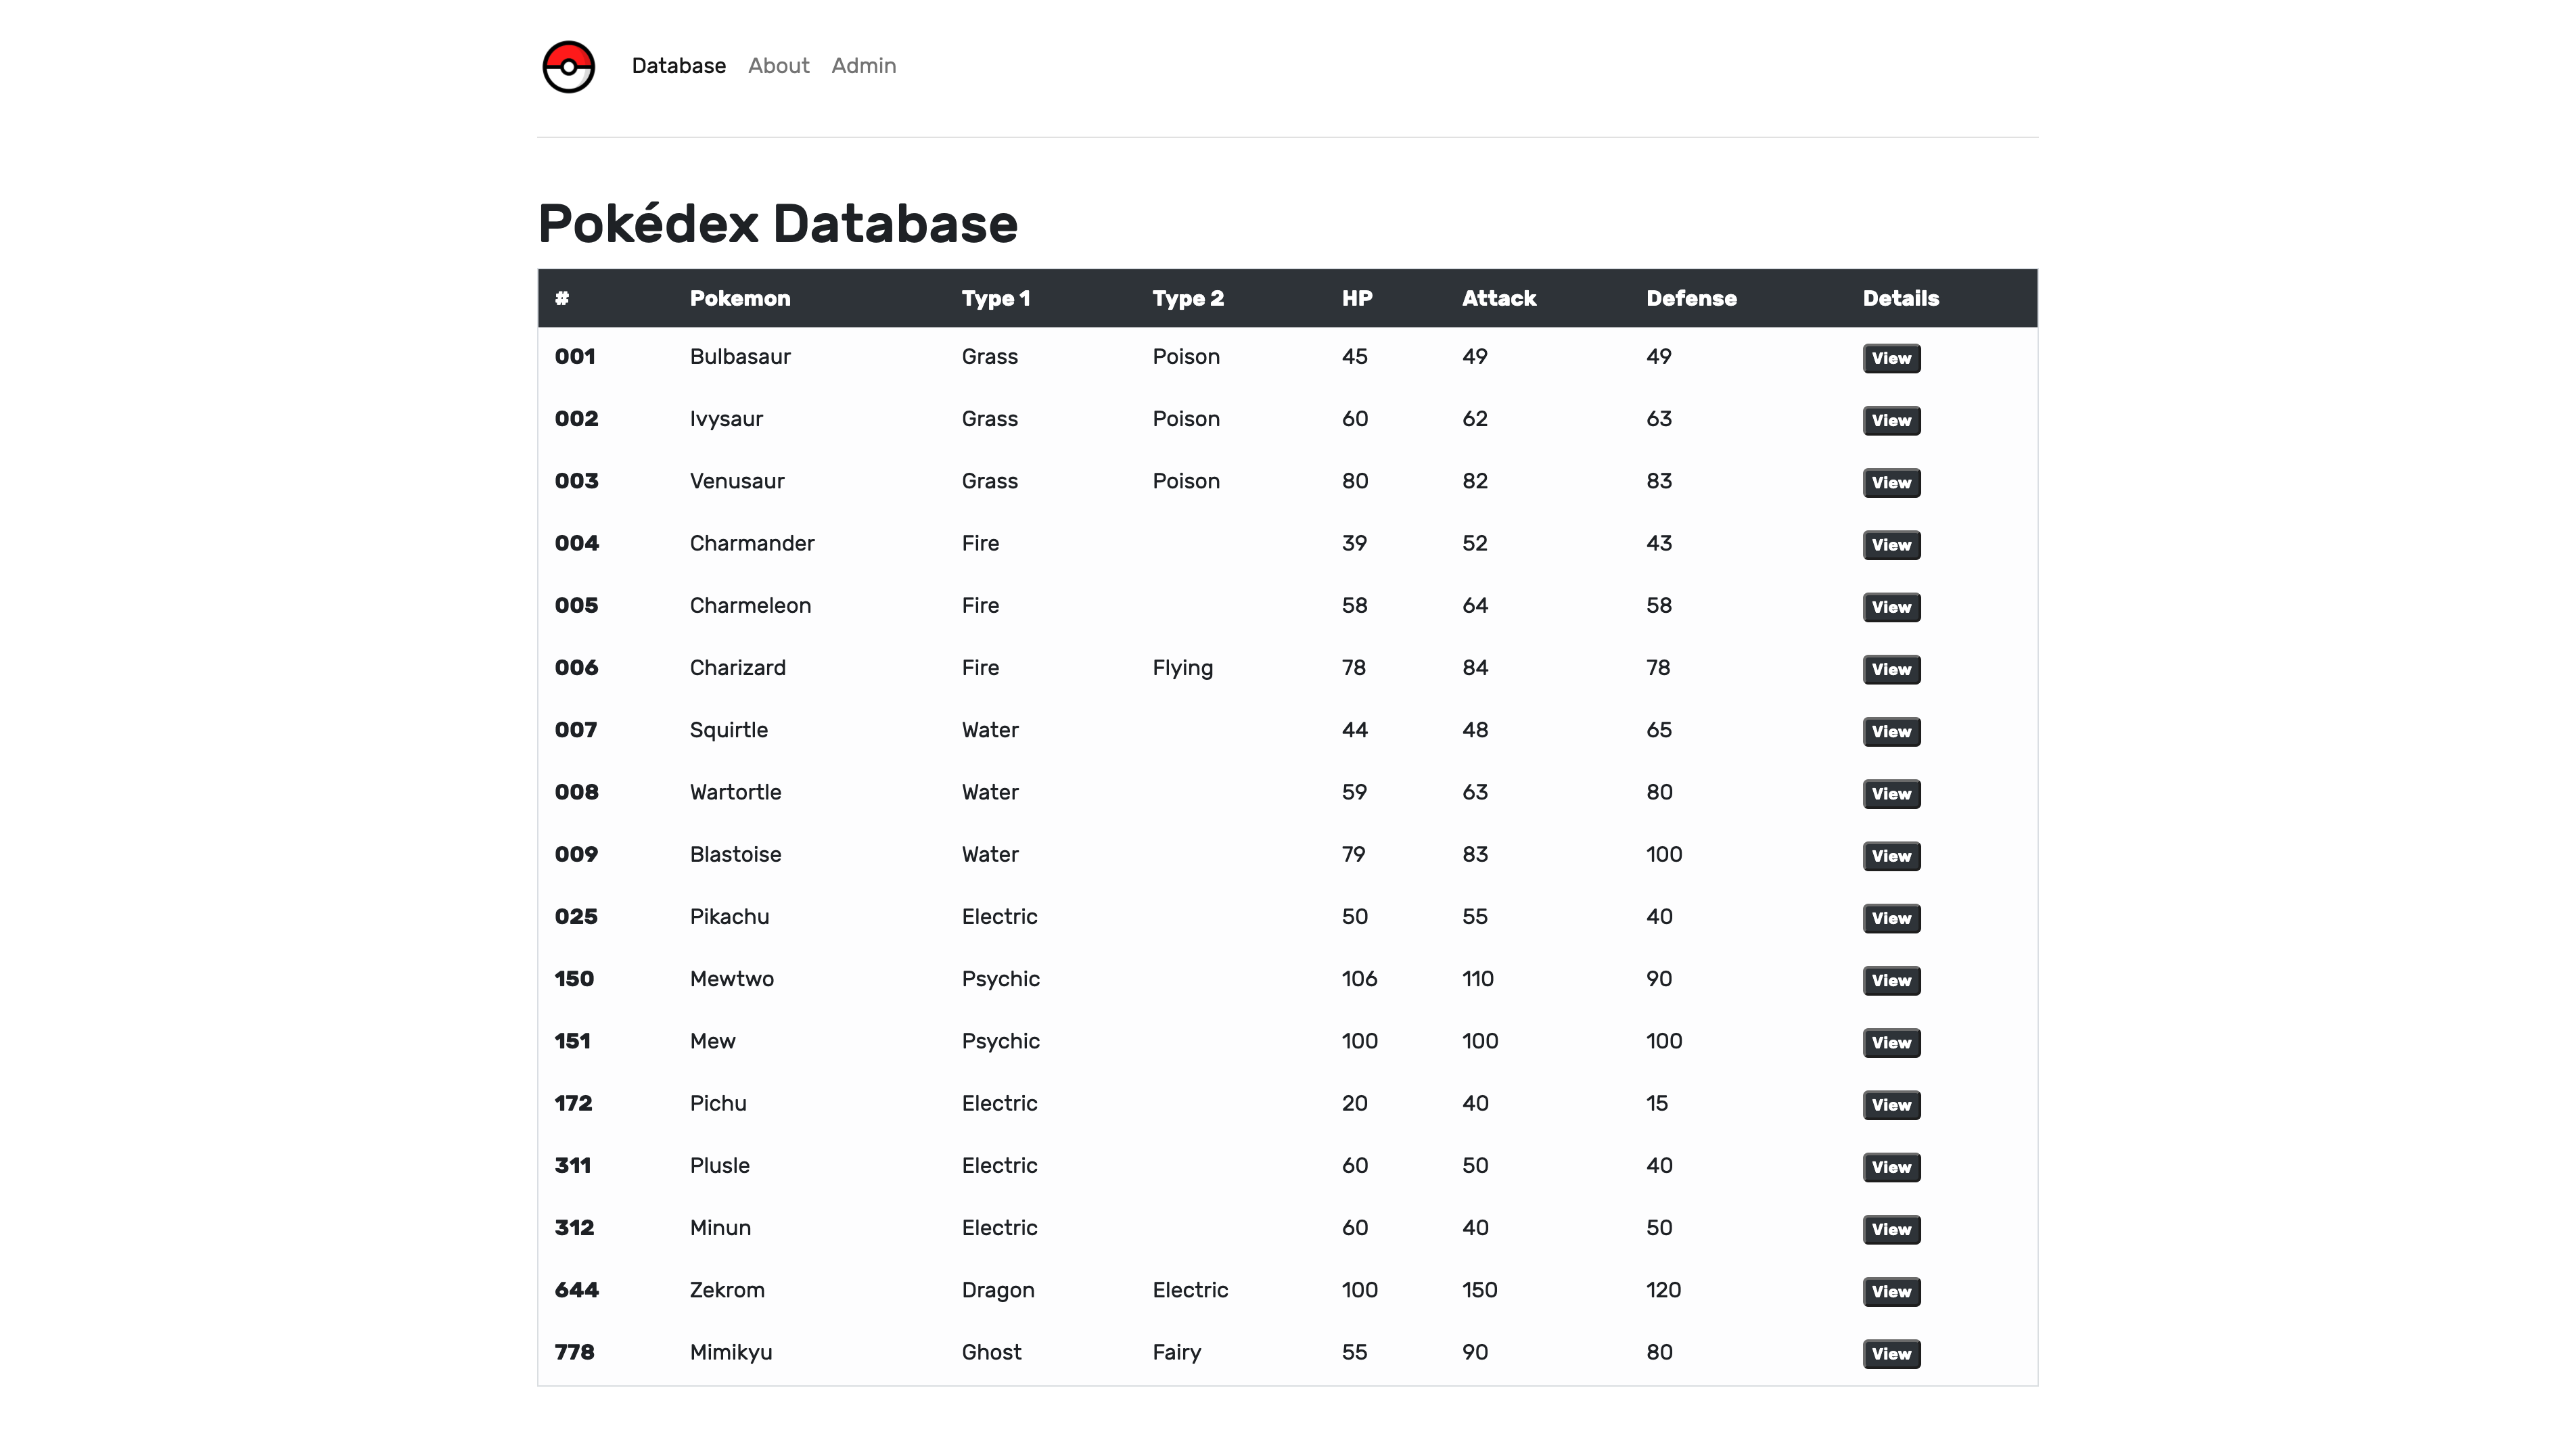 Database About Admin
Pokédex Database
# Pokemon Type 1 Type 2 HP Attack Defense Details
001 Bulbasaur Grass Poison 45 49 49 View
002 Ivysaur Grass Poison 60 62 63 View
003 Venusaur Grass Poison 80 82 83 View
004 Charmander Fire 39 52 43 View
005 Charmeleon Fire 58 64 58 View
006 Charizard Fire Flying 78 84 78 View
007 Squirtle Water 44 48 65 View
008 Wartortle Water 59 63 80 View
009 Blastoise Water 79 83 100 View
025 Pikachu Electric 50 55 40 View
150 Mewtwo Psychic 106 110 90 View
151 Mew Psychic 100 100 100 View
172 Pichu Electric 20 40 15 View
311 Plusle Electric 60 50 40 View
312 Minun Electric 60 40 50 View
644 Zekrom Dragon Electric 100 150 120 View
778 Mimikyu Ghost Fairy 55 90 80 View